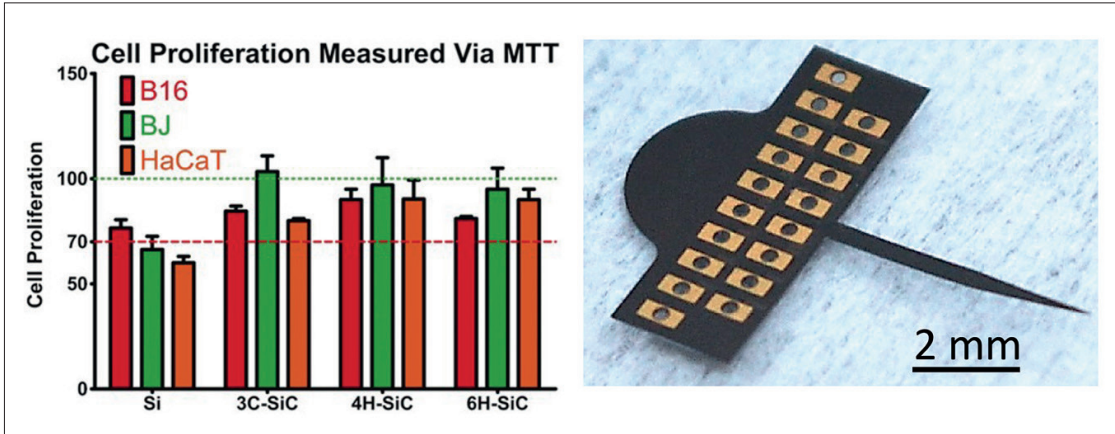 Cell Proliferation Measured Via MTT
150
B16
BJ
HaCaT
100
70
50
0
Cell Proliferation
Si
3C-SiC
4H-SiC
6H-SiC
2 mm